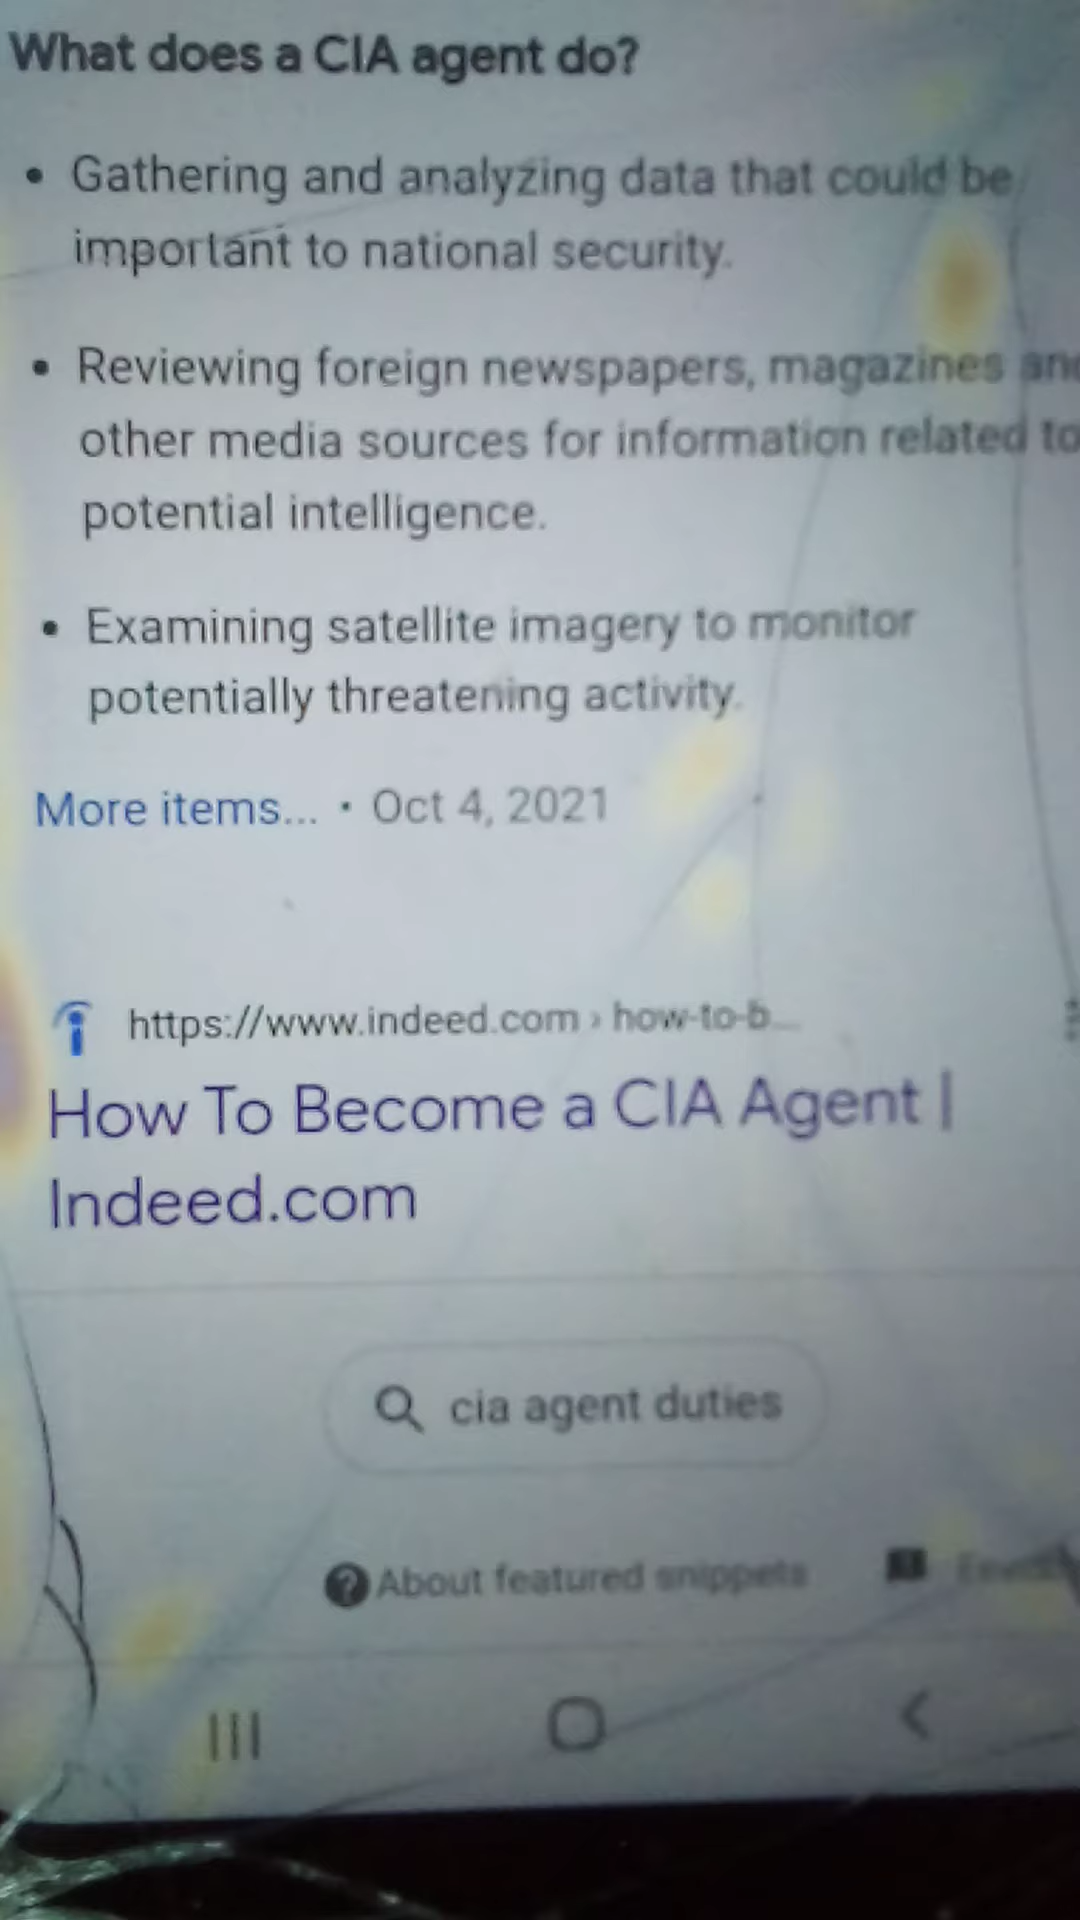 What does a CIA agent do?
• Gathering and analyzing data that could be
important to national security.
• Reviewing foreign newspapers, magazines and
other media sources for information related to
potential intelligence.
• Examining satellite imagery to monitor
potentially threatening activity.
More items... · Oct 4, 2021
https://www.indeed.com › how-to-b...
How To Become a CIA Agent |
Indeed.com
cia agent duties
About featured snippets